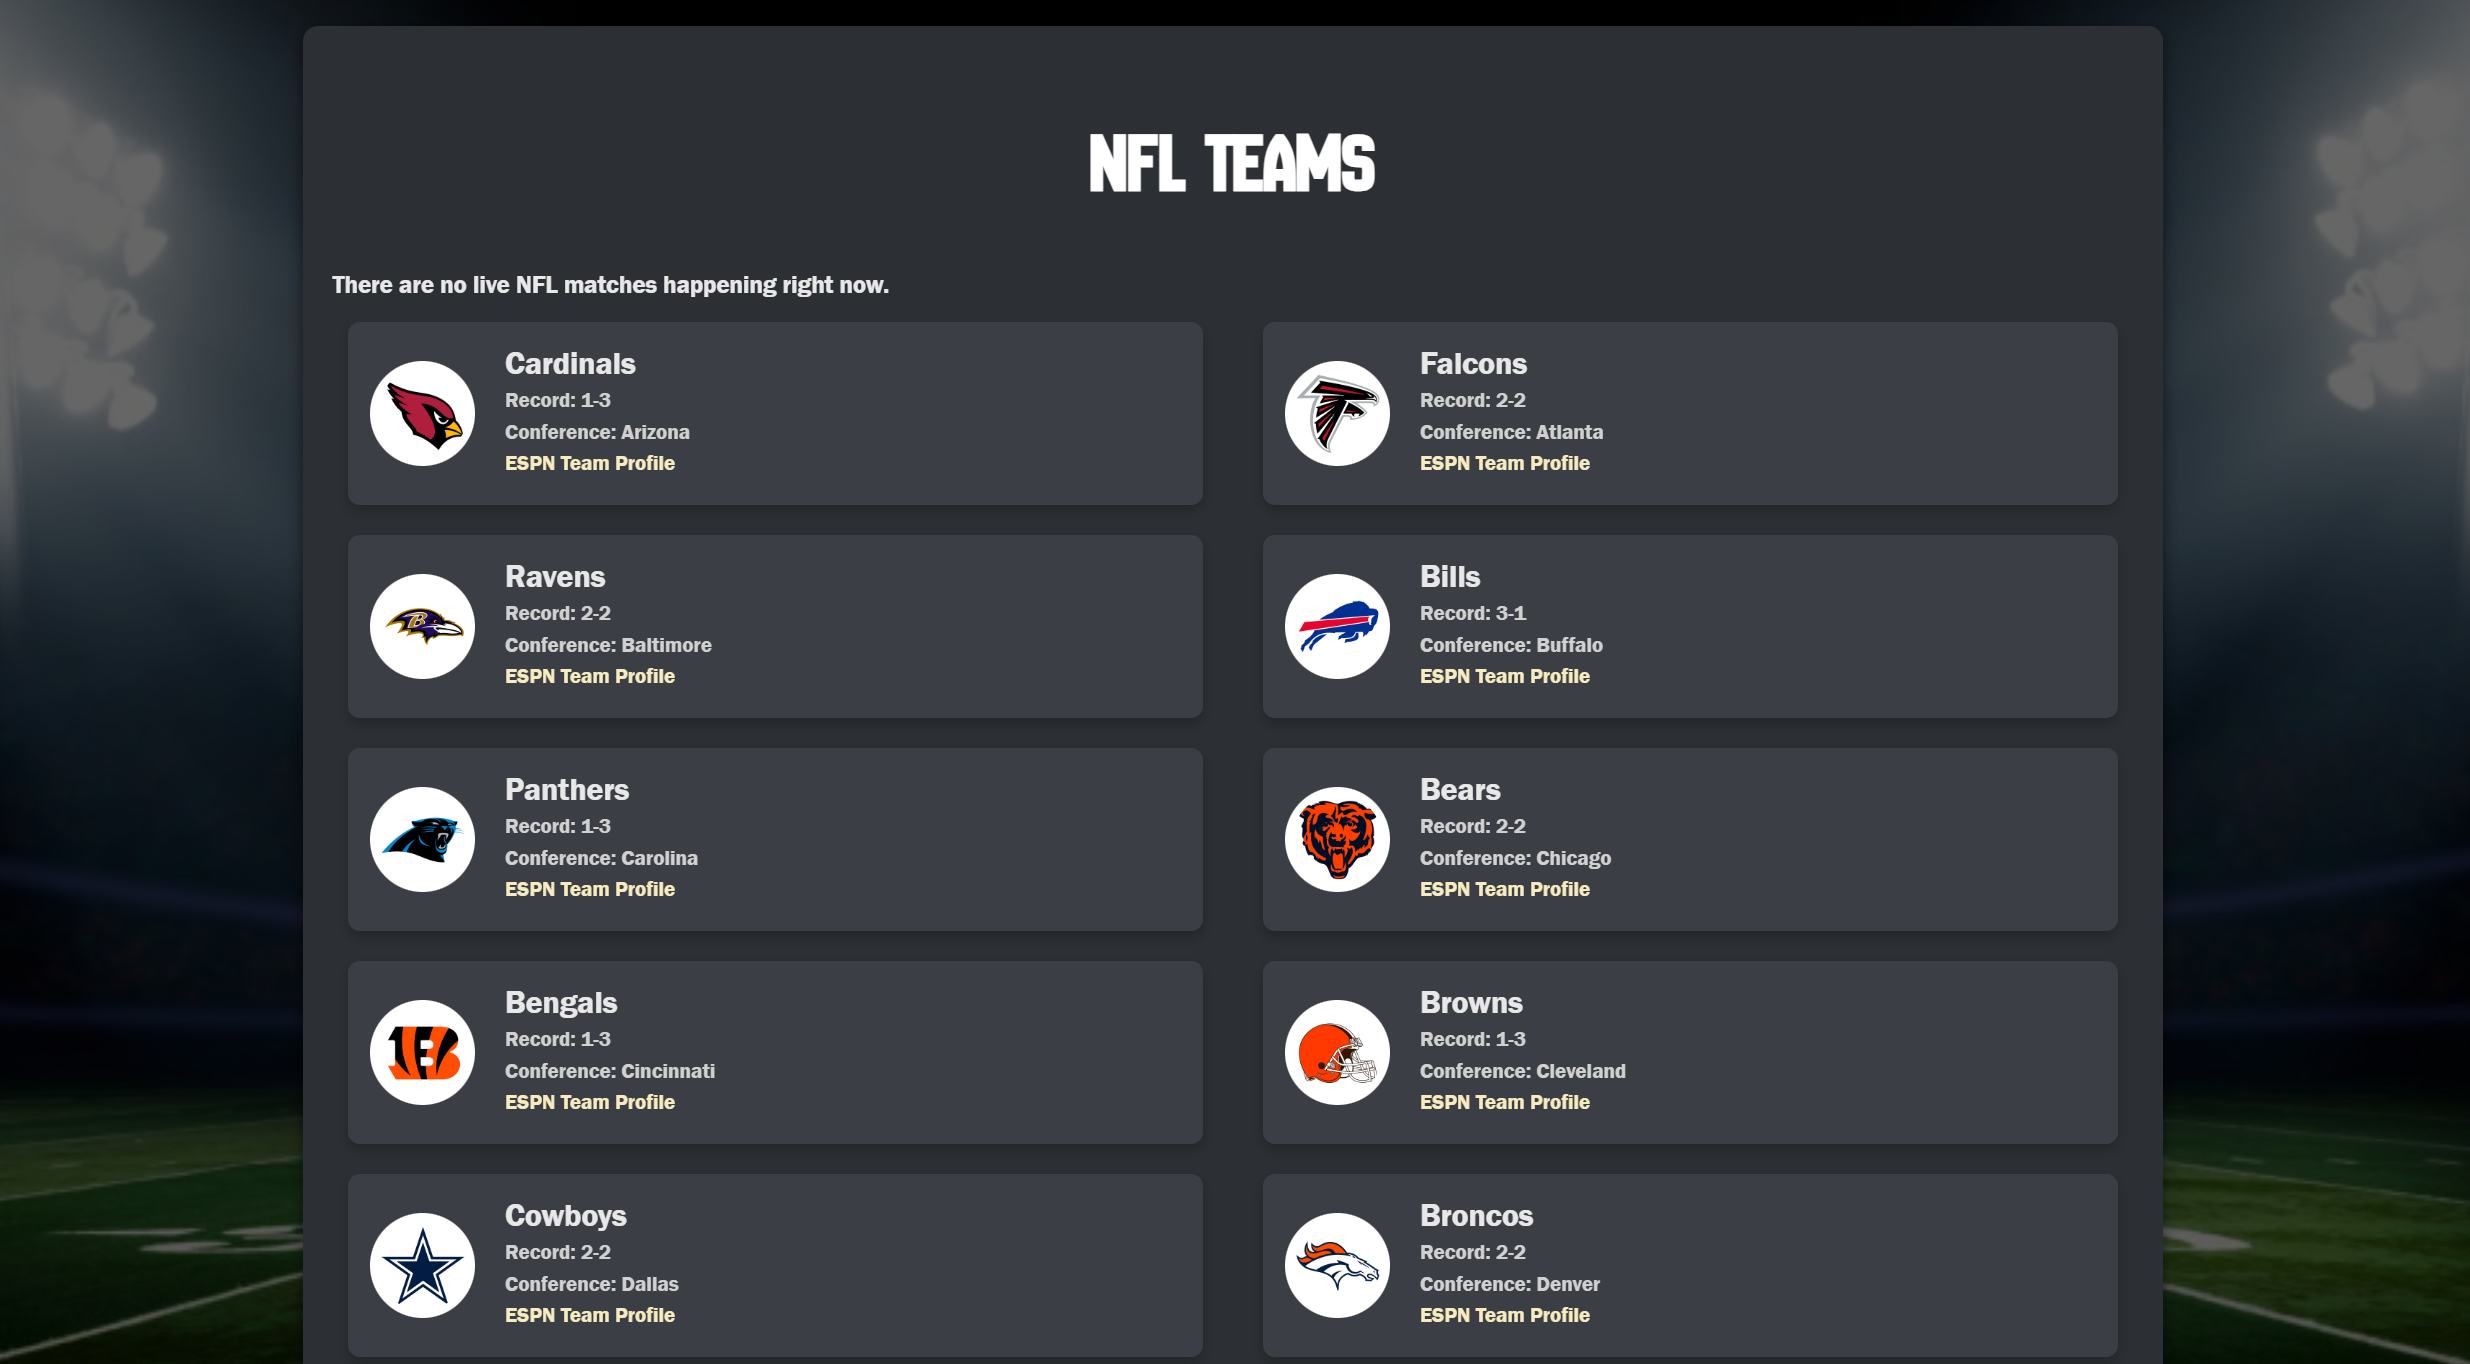 NFL TEAMS
There are no live NFL matches happening right now.
Cardinals
Record: 1-3
Conference: Arizona
ESPN Team Profile
Falcons
Record: 2-2
Conference: Atlanta
ESPN Team Profile
Ravens
Record: 2-2
Conference: Baltimore
ESPN Team Profile
Bills
Record: 3-1
Conference: Buffalo
ESPN Team Profile
Panthers
Record: 1-3
Conference: Carolina
ESPN Team Profile
Bears
Record: 2-2
Conference: Chicago
ESPN Team Profile
Bengals
Record: 1-3
Conference: Cincinnati
ESPN Team Profile
Browns
Record: 1-3
Conference: Cleveland
ESPN Team Profile
Cowboys
Record: 2-2
Conference: Dallas
ESPN Team Profile
Broncos
Record: 2-2
Conference: Denver
ESPN Team Profile